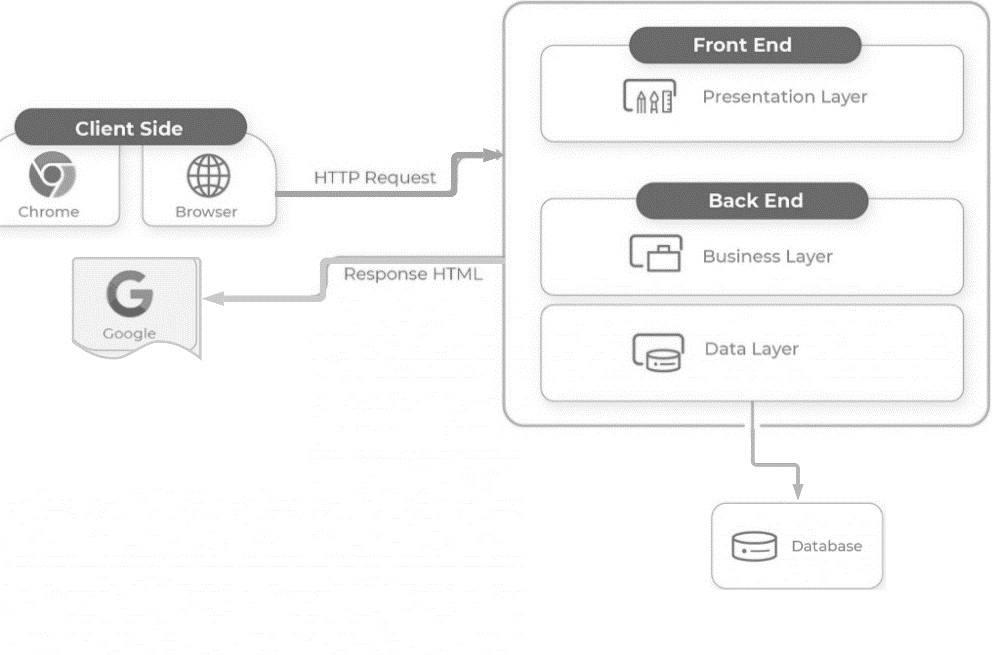 Front End
Presentation Layer
Client Side
Chrome
Browser
HTTP Request
Back End
Business Layer
Response HTML
Google
Data Layer
Database